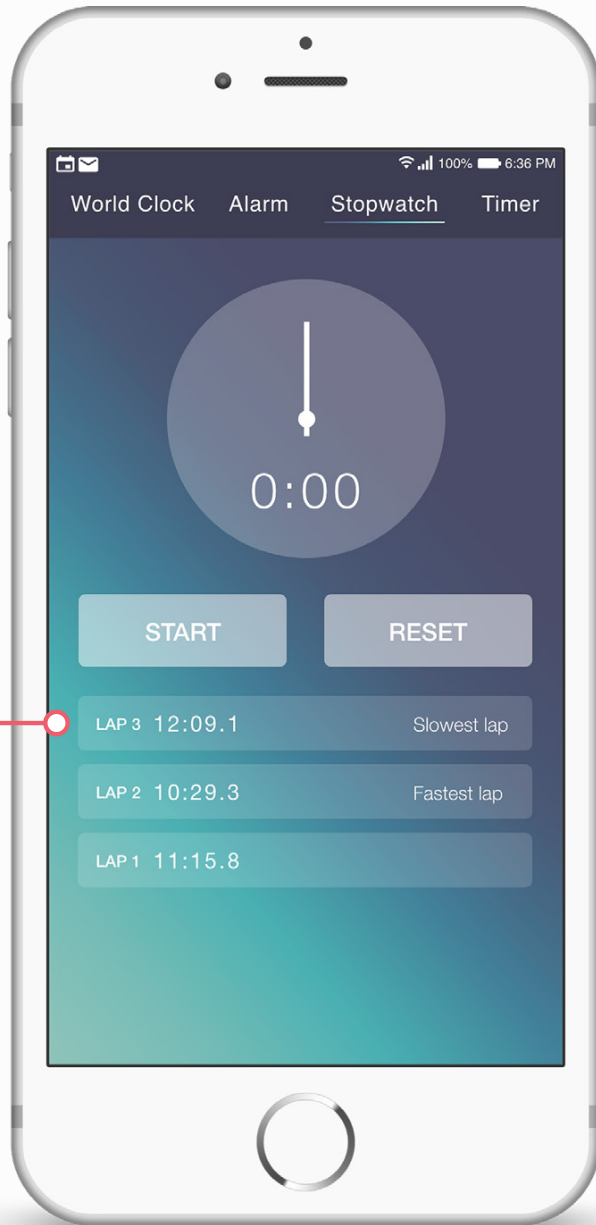 100% 6:36 PM
World Clock Alarm Stopwatch Timer
0:00
START RESET
LAP 3 12:09.1 Slowest lap
LAP 2 10:29.3 Fastest lap
LAP 1 11:15.8